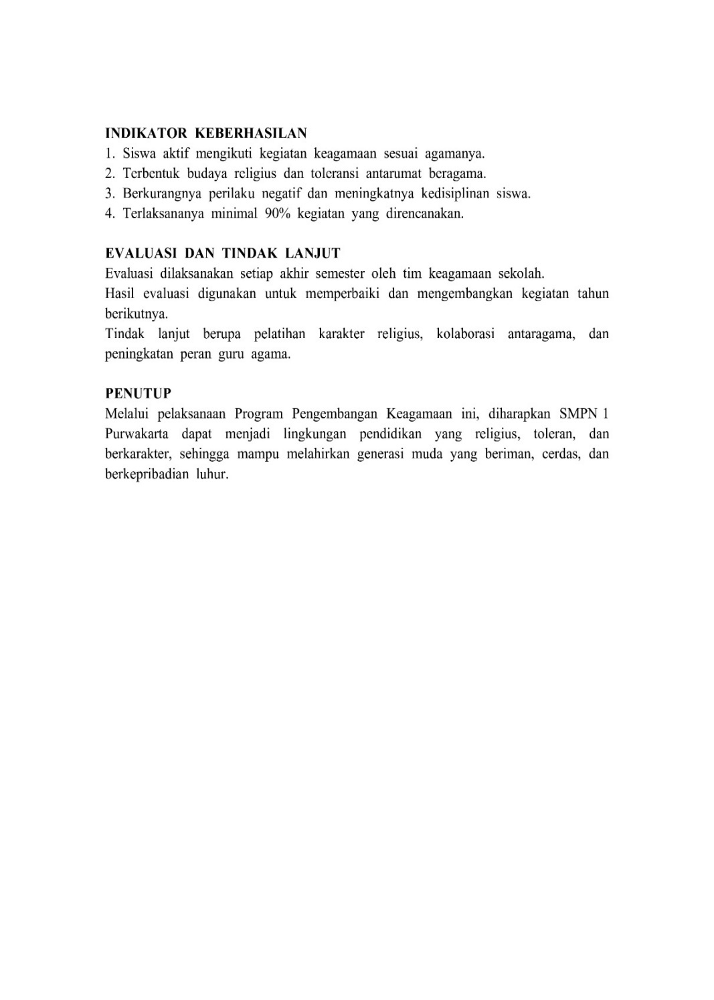 INDIKATOR KEBERHASILAN
1. Siswa aktif mengikuti kegiatan keagamaan sesuai agamanya.
2. Terbentuk budaya religius dan toleransi antarumat beragama.
3. Berkurangnya perilaku negatif dan meningkatnya kedisiplinan siswa.
4. Terlaksananya minimal 90% kegiatan yang direncanakan.
EVALUASI DAN TINDAK LANJUT
Evaluasi dilaksanakan setiap akhir semester oleh tim keagamaan sekolah.
Hasil evaluasi digunakan untuk memperbaiki dan mengembangkan kegiatan tahun
berikutnya.
Tindak lanjut berupa pelatihan karakter religius, kolaborasi antaragama, dan
peningkatan peran guru agama.
PENUTUP
Melalui pelaksanaan Program Pengembangan Keagamaan ini, diharapkan SMPN 1
Purwakarta dapat menjadi lingkungan pendidikan yang religius, toleran, dan
berkarakter, sehingga mampu melahirkan generasi muda yang beriman, cerdas, dan
berkepribadian luhur.